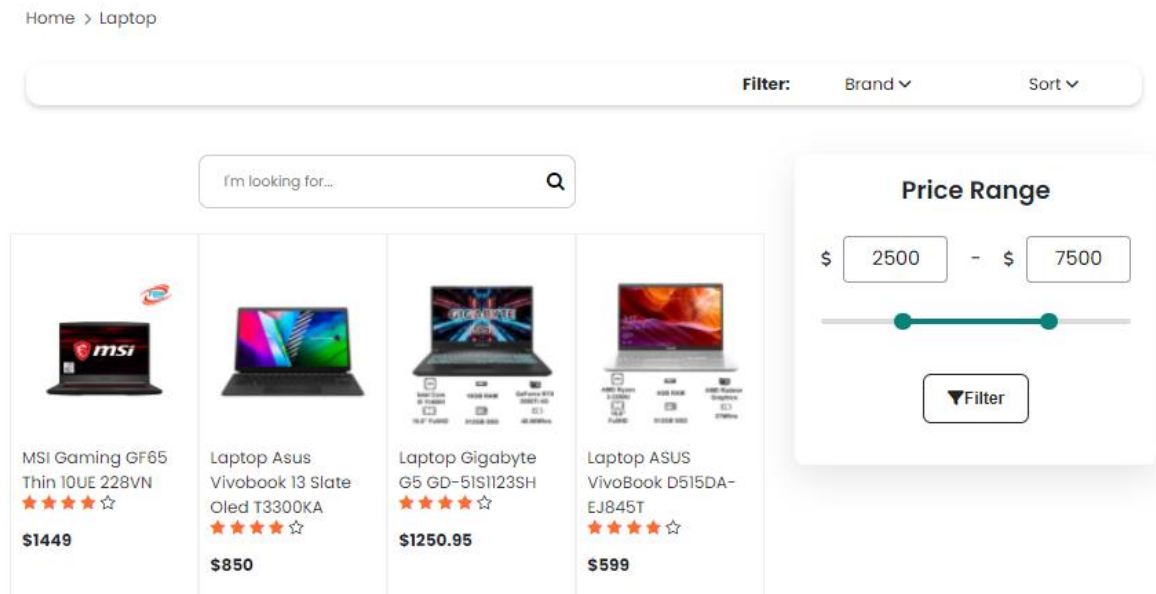 Home > Laptop
Filter: Brand Sort
I'm looking for...
Price Range
$ 2500 - $ 7500
Filter
msi
GIGABYTE
G5
MSI Gaming GF65
Thin 10UE 228VN
$1449
Laptop Asus
Vivobook 13 Slate
Oled T3300KA
$850
Laptop Gigabyte
G5 GD-51S1123SH
$1250.95
Laptop ASUS
VivoBook D515DA-
EJ845T
$599